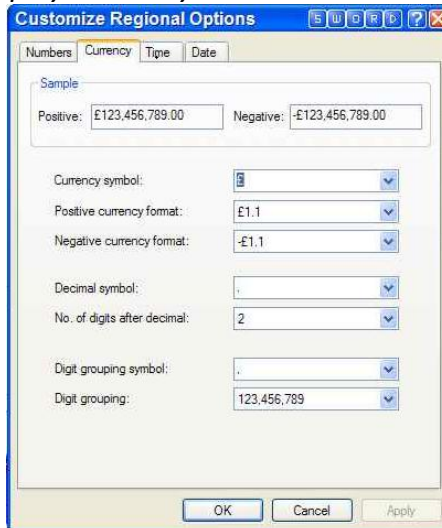 Customize Regional Options S W O R D ? X
Numbers Currency Time Date
Sample
Positive: £123,456,789.00 Negative: -£123,456,789.00
Currency symbol: £
Positive currency format: £1.1
Negative currency format: -£1.1
Decimal symbol: .
No. of digits after decimal: 2
Digit grouping symbol: ,
Digit grouping: 123,456,789
OK Cancel Apply